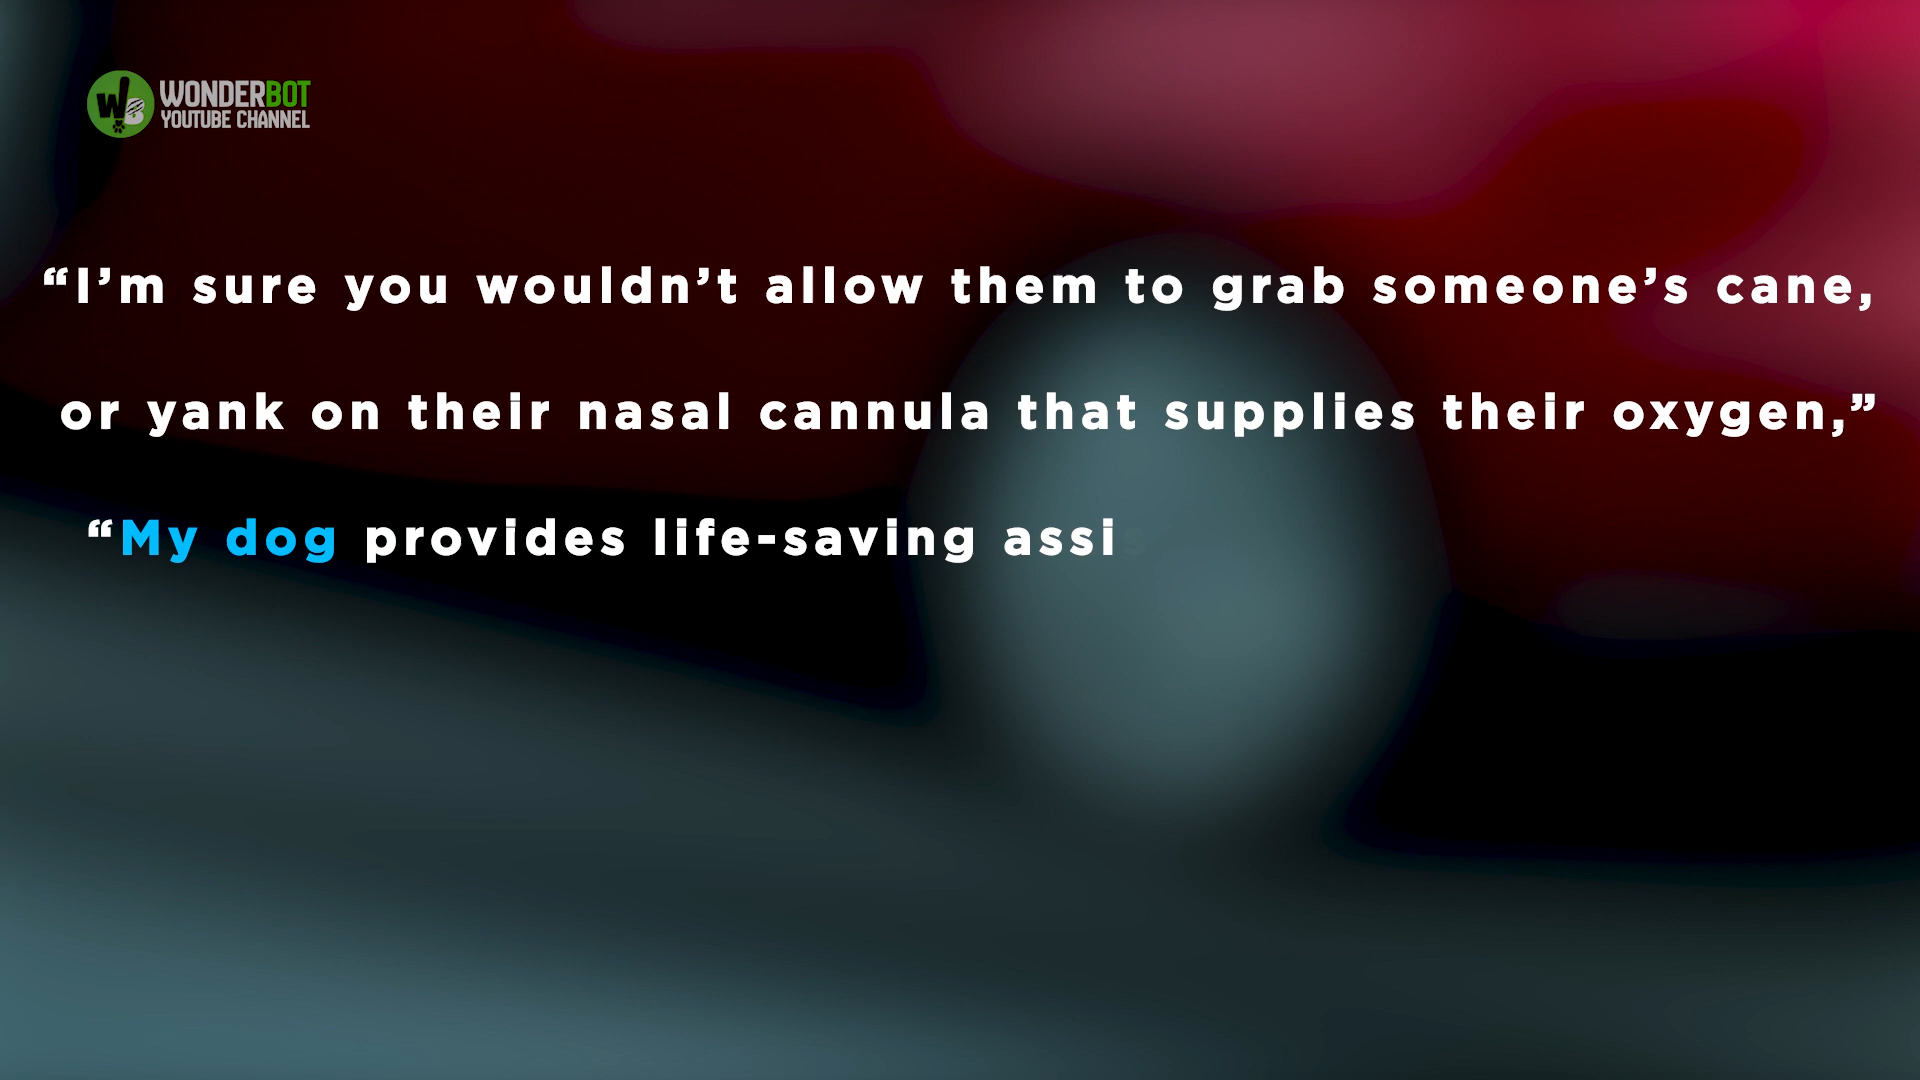 WONDERBOT
YOUTUBE CHANNEL
“I’m sure you wouldn’t allow them to grab someone’s cane,
or yank on their nasal cannula that supplies their oxygen,”
“My dog provides life-saving assi